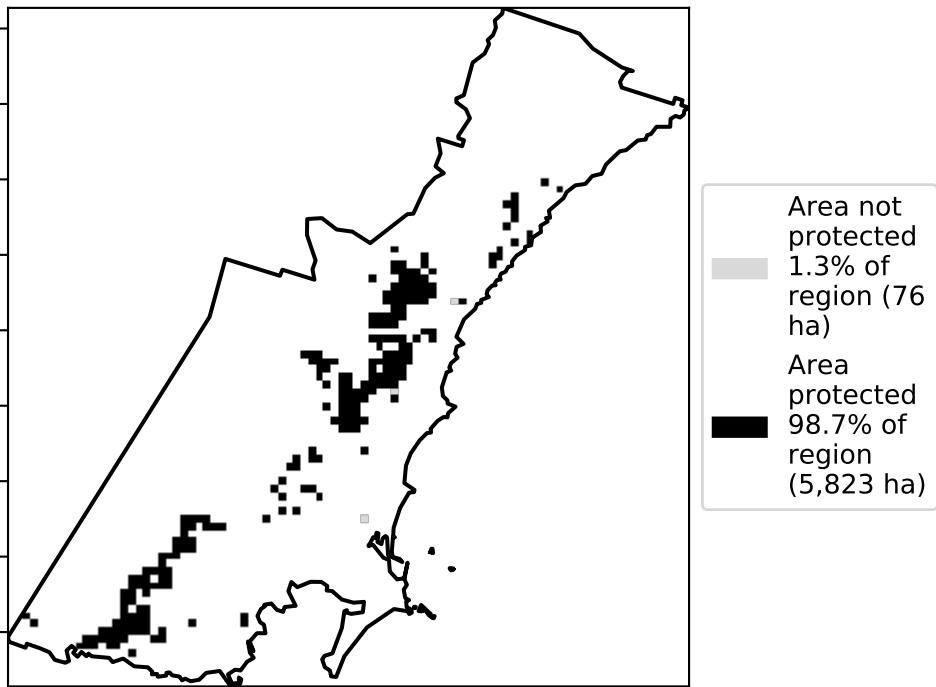 Area not
protected
1.3% of
region (76
ha)
Area
protected
98.7% of
region
(5,823 ha)